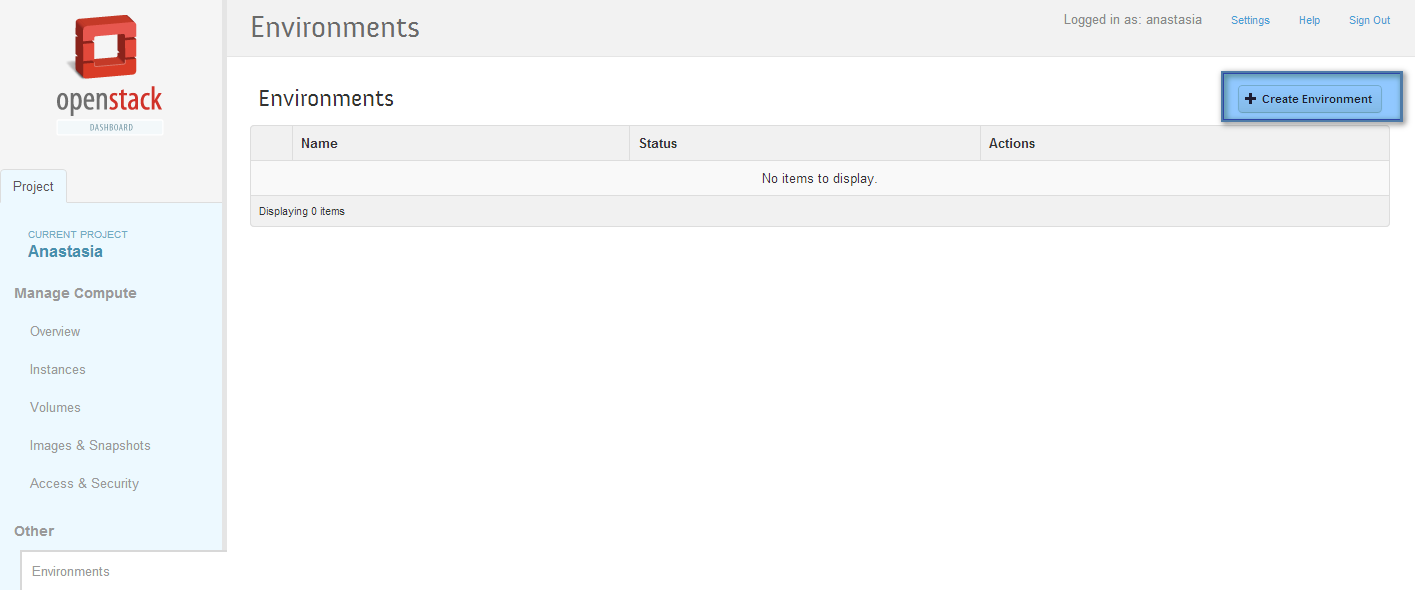 openstack
DASHBOARD
Project
CURRENT PROJECT
Anastasia
Manage Compute
Overview
Instances
Volumes
Images & Snapshots
Access & Security
Other
Environments
Environments
Logged in as: anastasia Settings Help Sign Out
Environments
Create Environment
Name Status Actions
No items to display.
Displaying 0 items